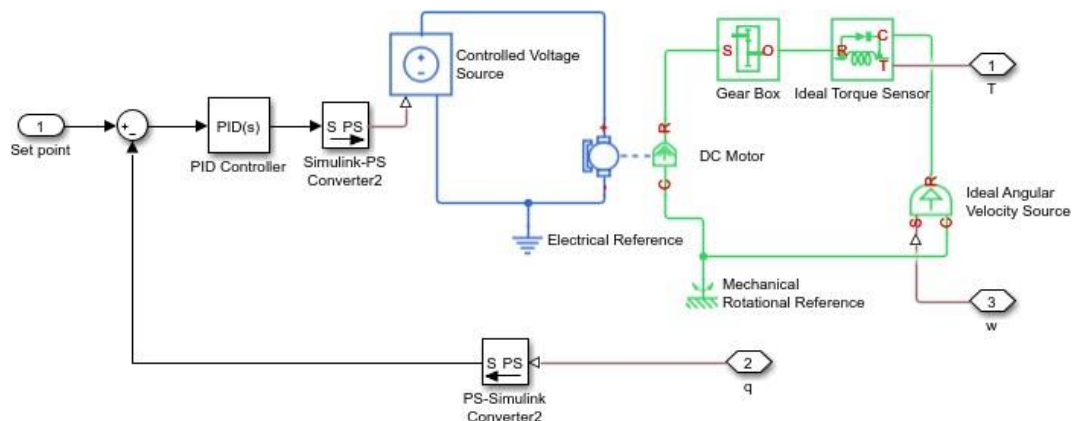 Controlled Voltage
Source
+
-
S
O
Gear Box
R
C
T
Ideal Torque Sensor
1
T
1
Set point
+
-
PID(s)
PID Controller
S PS
Simulink-PS
Converter2
+
-
R
C
DC Motor
Electrical Reference
Mechanical
Rotational Reference
R
S
C
Ideal Angular
Velocity Source
3
w
S PS
PS-Simulink
Converter2
2
q